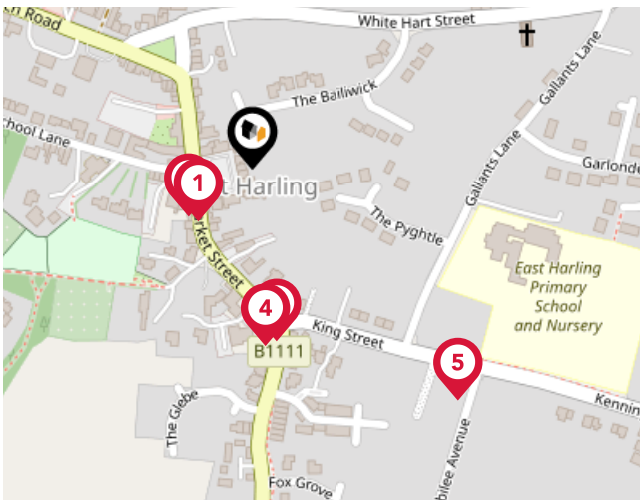 Road
White Hart Street
Gallants Lane
The Bailiwick
chool Lane
Gallants Lane
Garlonde
1
t Harling
The Pyghtle
rket Street
East Harling
Primary
School
and Nursery
4
King Street
B1111
5
Kennin
The Glebe
bilee Avenue
Fox Grove